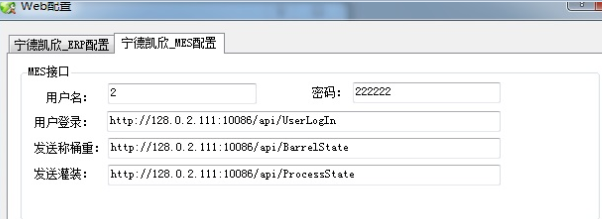 Web配置
宁德凯欣_ERP配置 宁德凯欣_MES配置
MES接口
用户名: 2 密码: 222222
用户登录: http://128.0.2.111:10086/api/UserLogIn
发送称桶重: http://128.0.2.111:10086/api/BarrelState
发送灌装: http://128.0.2.111:10086/api/ProcessState